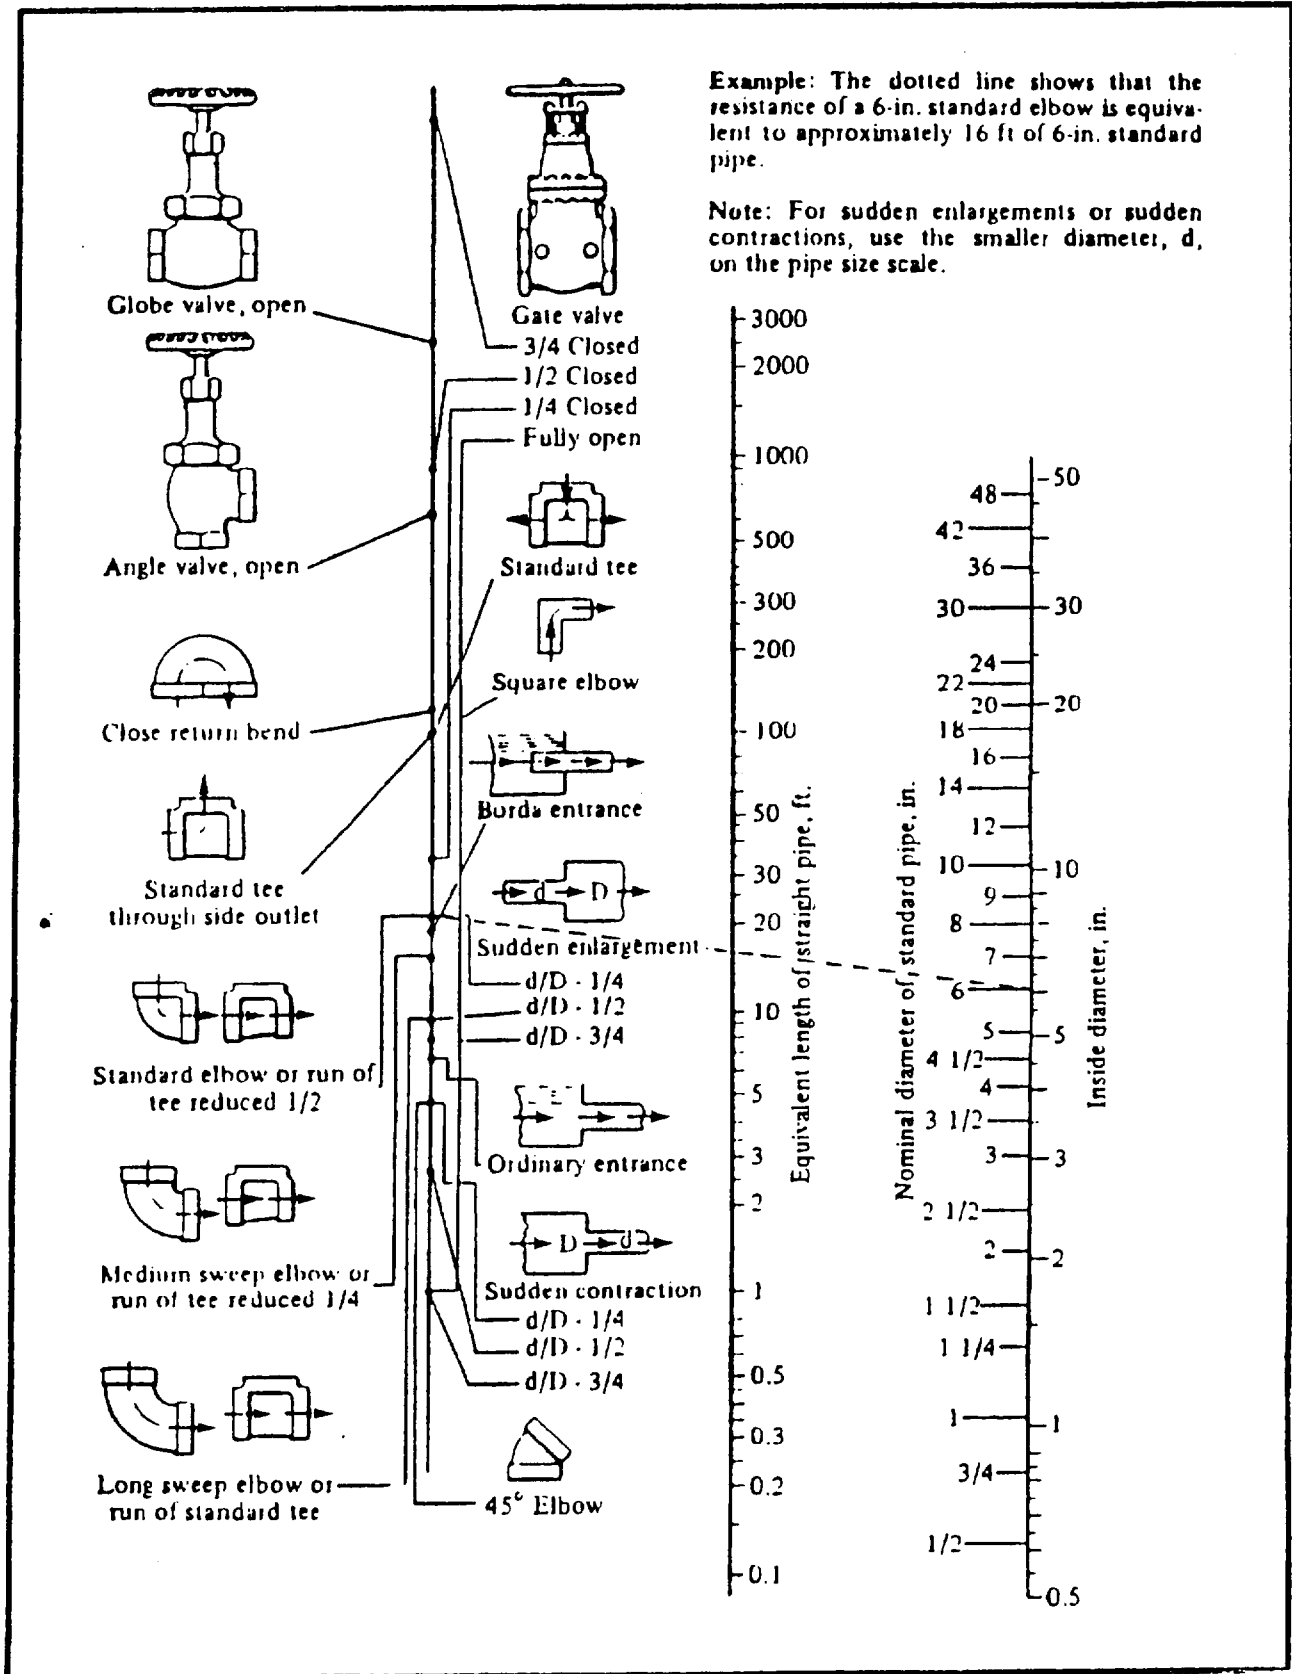 Example: The dotted line shows that the
resistance of a 6-in. standard elbow is equiva-
lent to approximately 16 ft of 6-in. standard
pipe.
Note: For sudden enlargements or sudden
contractions, use the smaller diameter, d,
on the pipe size scale.
Globe valve, open
Angle valve, open
Close return bend
Standard tee
through side outlet
Standard elbow or run of
tee reduced 1/2
Medium sweep elbow or
run of tee reduced 1/4
Long sweep elbow or
run of standard tee
Gate valve
3/4 Closed
1/2 Closed
1/4 Closed
Fully open
Standard tee
Square elbow
Borda entrance
d D
Sudden enlargement
d/D - 1/4
d/D - 1/2
d/D - 3/4
Ordinary entrance
D d
Sudden contraction
d/D - 1/4
d/D - 1/2
d/D - 3/4
45° Elbow
3000
2000
1000
500
300
200
100
50
30
20
10
5
3
2
1
0.5
0.3
0.2
0.1
Equivalent length of straight pipe, ft.
48
42
36
30
24
22
20
18
16
14
12
10
9
8
7
6
5
4 1/2
4
3 1/2
3
2 1/2
2
1 1/2
1 1/4
1
3/4
1/2
Nominal diameter of standard pipe, in.
50
30
20
10
5
3
2
1
0.5
Inside diameter, in.